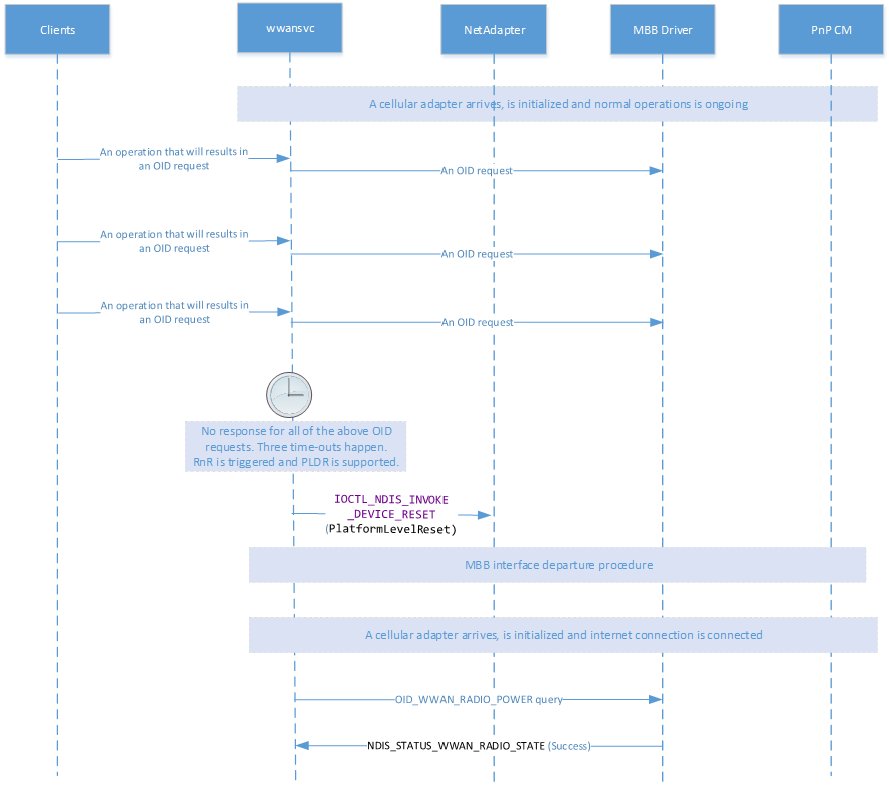 Clients
wwansvc
NetAdapter
MBB Driver
PnP CM
A cellular adapter arrives, is initialized and normal operations is ongoing
An operation that will results in
an OID request
An OID request
An operation that will results in
an OID request
An OID request
An operation that will results in
an OID request
An OID request
No response for all of the above OID
requests. Three time-outs happen.
RnR is triggered and PLDR is supported.
IOCTL_NDIS_INVOKE
_DEVICE_RESET
(PlatformLevelReset)
MBB interface departure procedure
A cellular adapter arrives, is initialized and internet connection is connected
OID_WWAN_RADIO_POWER query
NDIS_STATUS_WWAN_RADIO_STATE (Success)